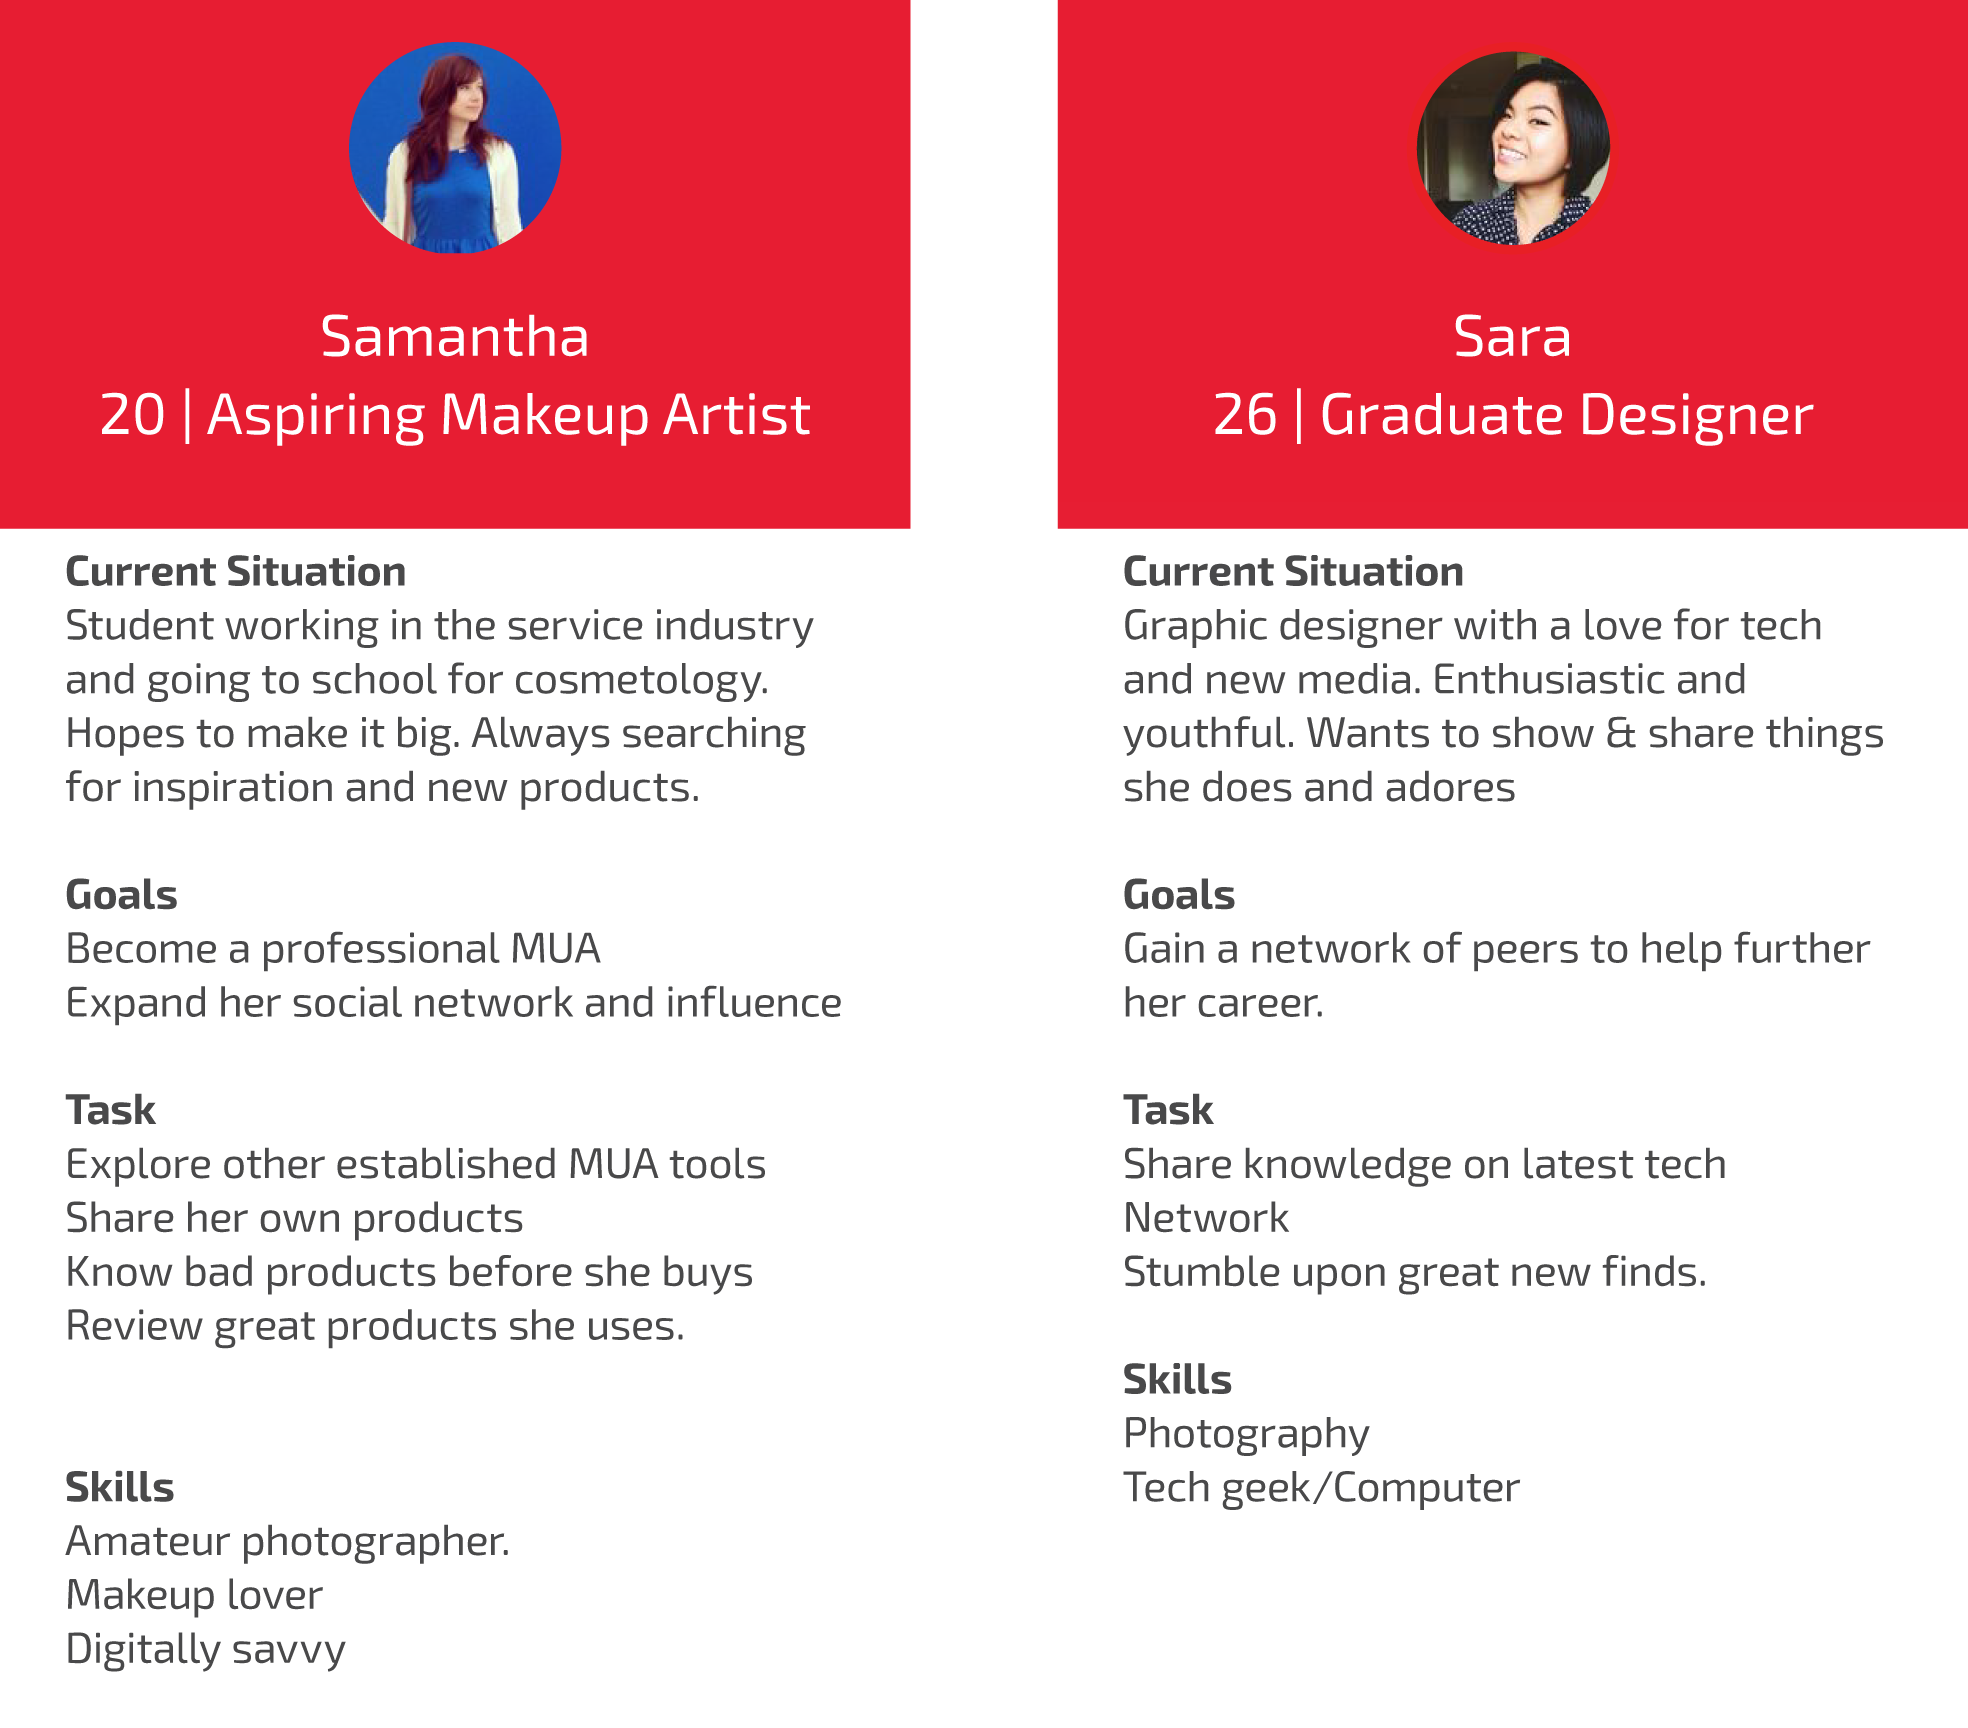 Samantha
20 | Aspiring Makeup Artist
Current Situation
Student working in the service industry
and going to school for cosmetology.
Hopes to make it big. Always searching
for inspiration and new products.
Goals
Become a professional MUA
Expand her social network and influence
Task
Explore other established MUA tools
Share her own products
Know bad products before she buys
Review great products she uses.
Skills
Amateur photographer.
Makeup lover
Digitally savvy
Sara
26 | Graduate Designer
Current Situation
Graphic designer with a love for tech
and new media. Enthusiastic and
youthful. Wants to show & share things
she does and adores
Goals
Gain a network of peers to help further
her career.
Task
Share knowledge on latest tech
Network
Stumble upon great new finds.
Skills
Photography
Tech geek/Computer